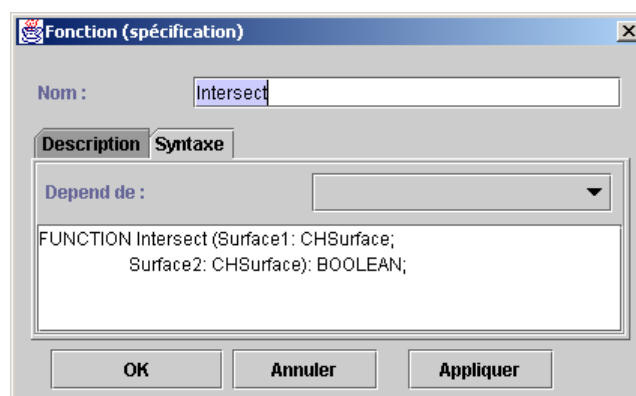 Fonction (spécification)
Nom :
Intersect
Description Syntaxe
Depend de :
FUNCTION Intersect (Surface1: CHSurface;
Surface2: CHSurface): BOOLEAN;
OK Annuler Appliquer